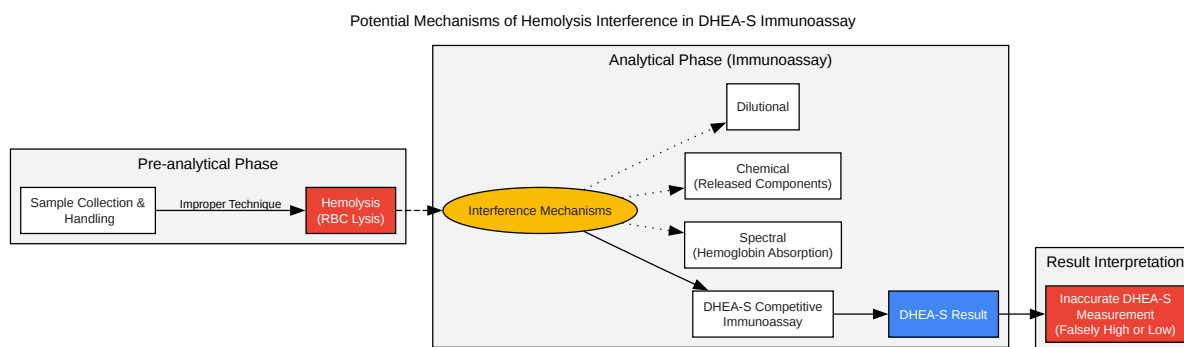 Potential Mechanisms of Hemolysis Interference in DHEA-S Immunoassay
Pre-analytical Phase
Sample Collection &
Handling
Improper Technique
Hemolysis
(RBC Lysis)
Analytical Phase (Immunoassay)
Interference Mechanisms
Dilutional
Chemical
(Released Components)
Spectral
(Hemoglobin Absorption)
DHEA-S Competitive
Immunoassay
DHEA-S Result
Result Interpretation
Inaccurate DHEA-S
Measurement
(Falsely High or Low)